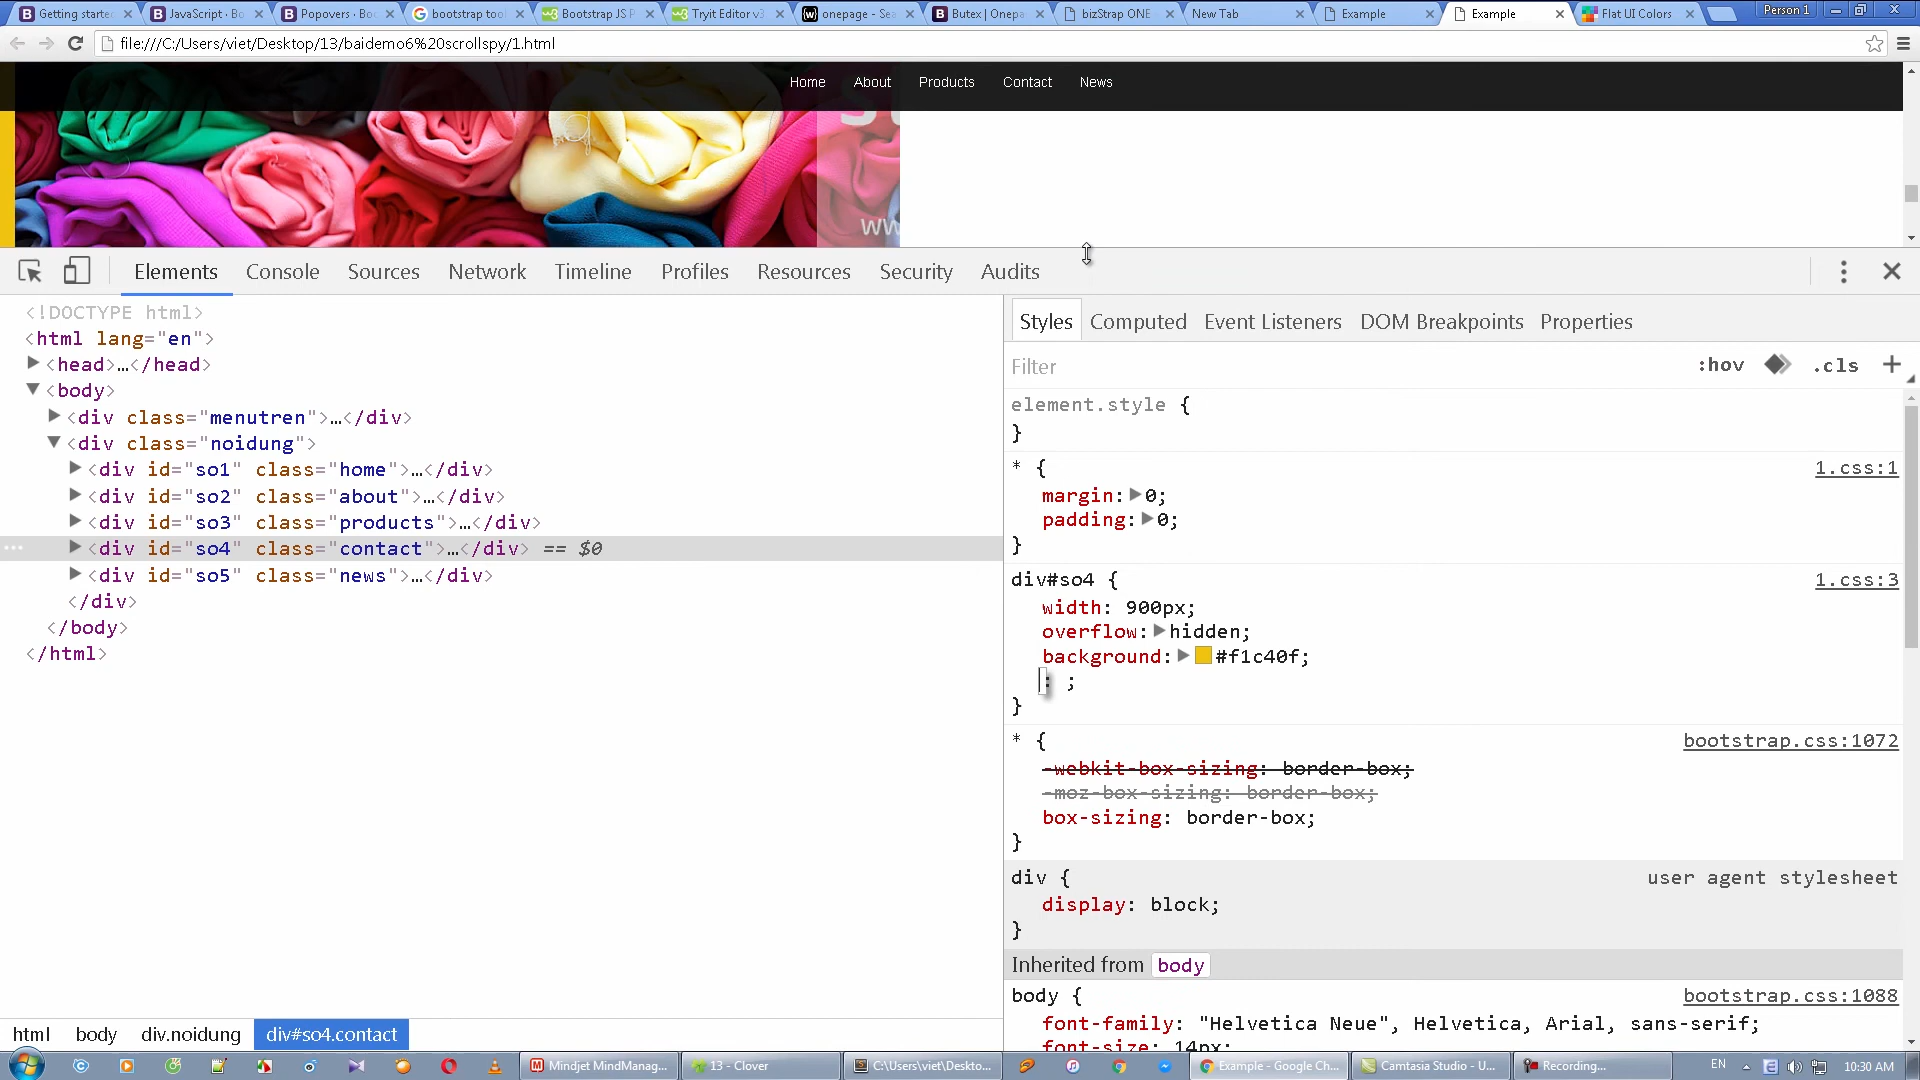 Getting starte
JavaScript · Bo
Popovers · Boo
bootstrap tool
Bootstrap JS P
Tryit Editor v3
onepage - Sea
Butex | Onepa
bizStrap ONE
New Tab
Example
Example
Flat UI Colors
Person 1
file:///C:/Users/viet/Desktop/13/baidemo6%20scrollspy/1.html
Home About Products Contact News
Elements Console Sources Network Timeline Profiles Resources Security Audits
<!DOCTYPE html>
<html lang="en">
<head>…</head>
<body>
<div class="menutren">…</div>
<div class="noidung">
<div id="so1" class="home">…</div>
<div id="so2" class="about">…</div>
<div id="so3" class="products">…</div>
<div id="so4" class="contact">…</div> == $0
<div id="so5" class="news">…</div>
</div>
</body>
</html>
html body div.noidung div#so4.contact
Styles Computed Event Listeners DOM Breakpoints Properties
Filter :hov .cls +
element.style {
}
* { 1.css:1
margin: 0;
padding: 0;
}
div#so4 { 1.css:3
width: 900px;
overflow: hidden;
background: #f1c40f;
: ;
}
* { bootstrap.css:1072
-webkit-box-sizing: border-box;
-moz-box-sizing: border-box;
box-sizing: border-box;
}
div { user agent stylesheet
display: block;
}
Inherited from body
body { bootstrap.css:1088
font-family: "Helvetica Neue", Helvetica, Arial, sans-serif;
font-size: 14px;
Mindjet MindManag...
13 - Clover
C:\Users\viet\Deskto...
Example - Google Ch...
Camtasia Studio - U...
Recording...
EN
10:30 AM